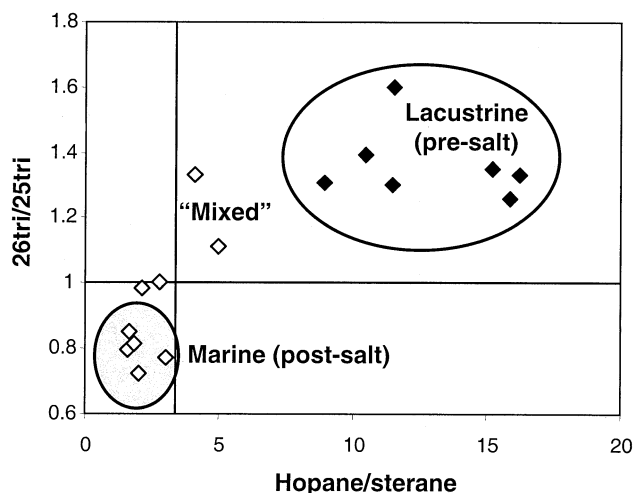 1.8
1.6
1.4
1.2
1
0.8
0.6
26tri/25tri
Lacustrine
(pre-salt)
“Mixed”
Marine (post-salt)
0
5
10
15
20
Hopane/sterane